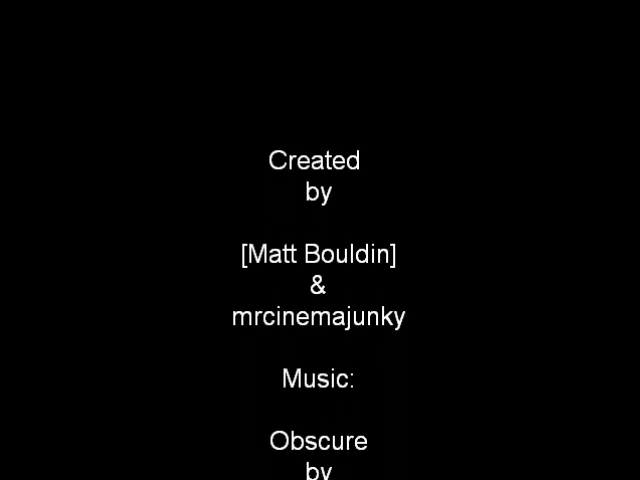 Created
by
[Matt Bouldin]
&
mrcinemajunky
Music:
Obscure
by